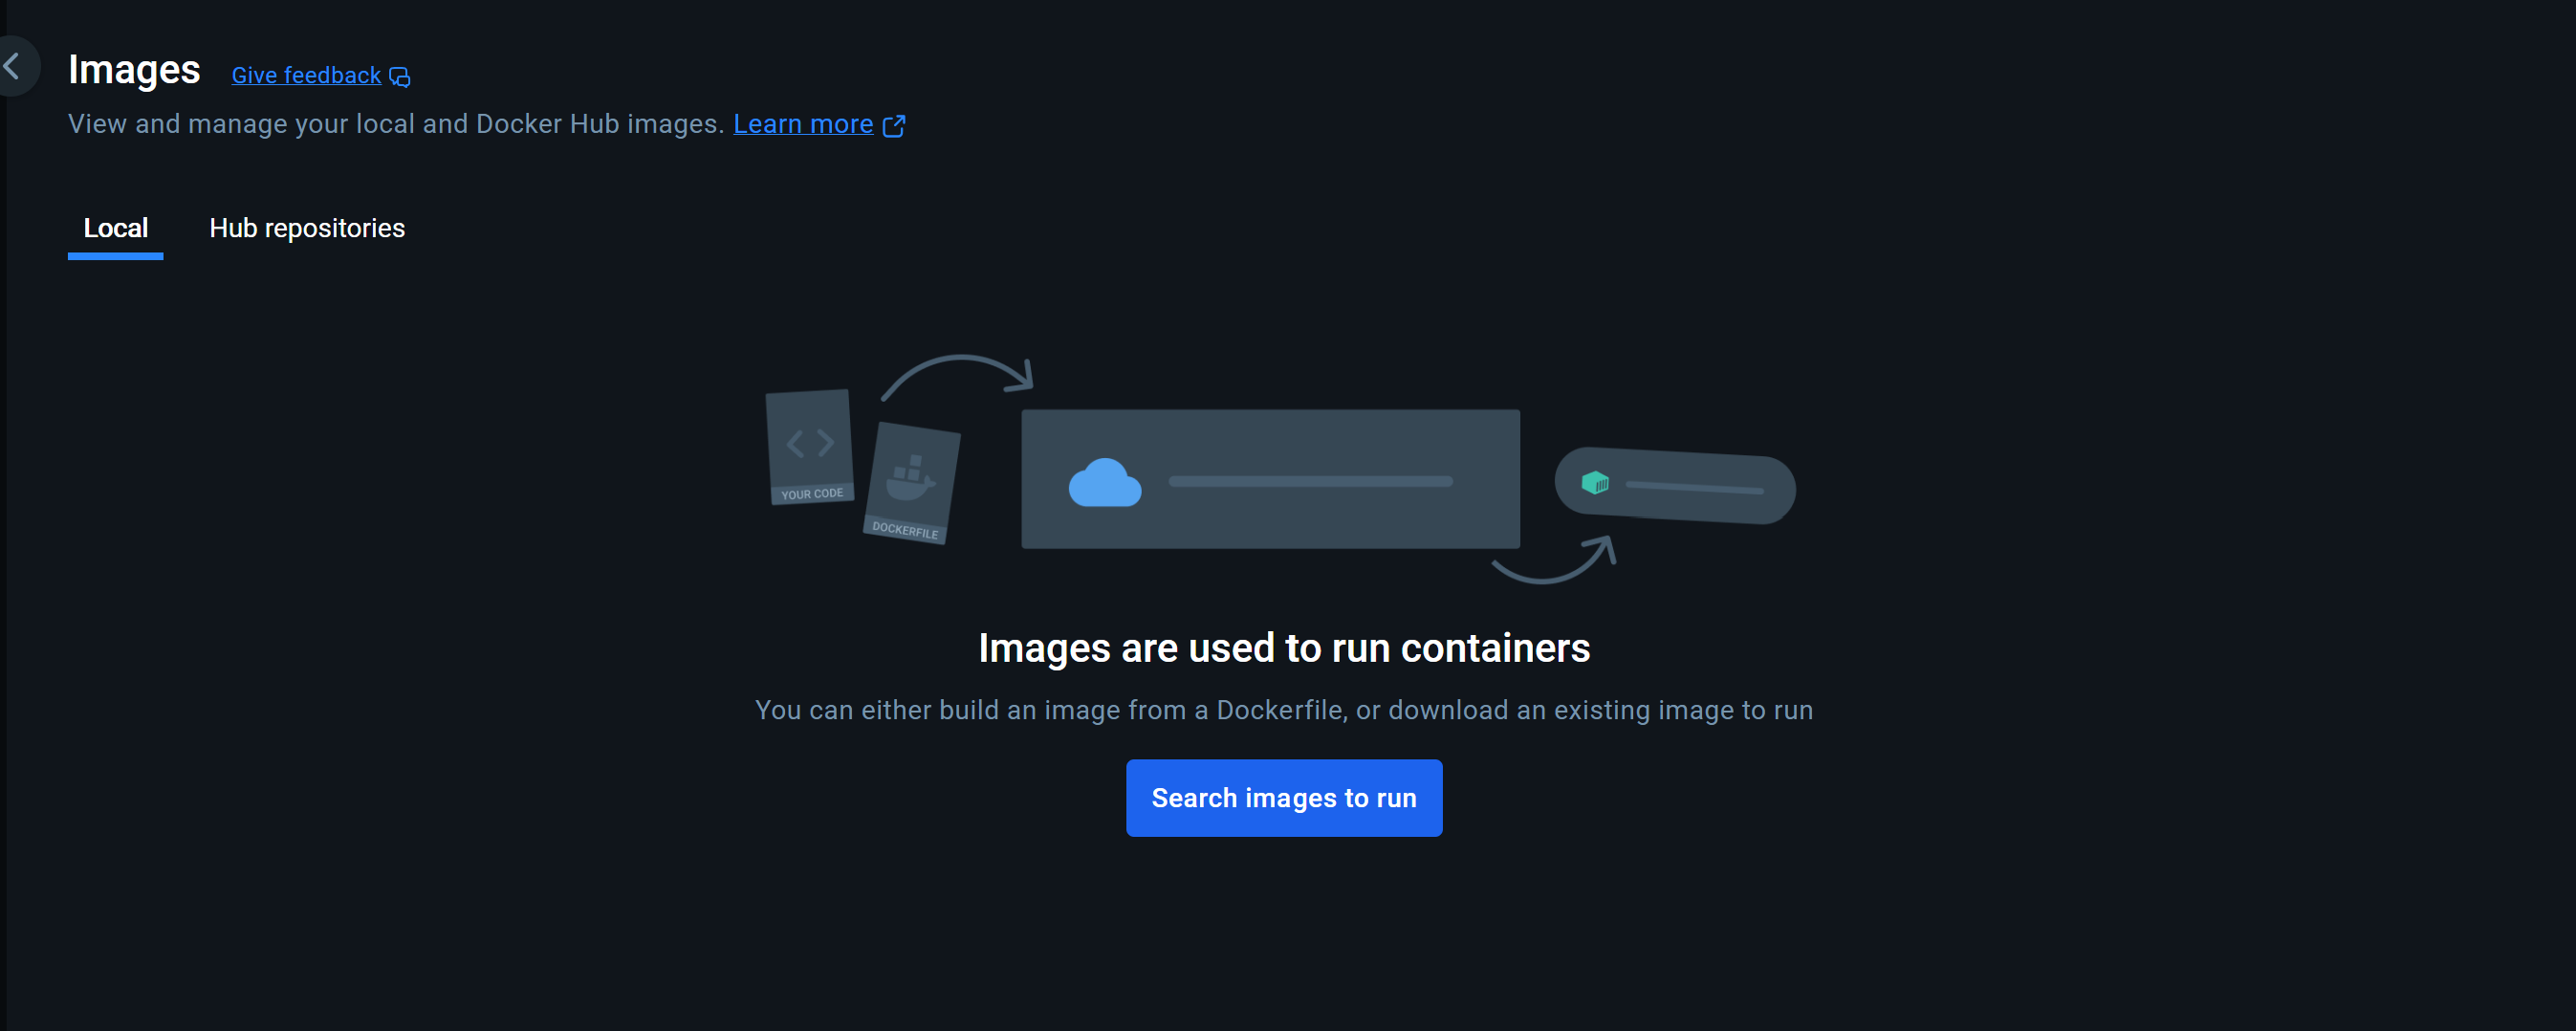 Images Give feedback
View and manage your local and Docker Hub images. Learn more
Local Hub repositories
YOUR CODE
DOCKERFILE
Images are used to run containers
You can either build an image from a Dockerfile, or download an existing image to run
Search images to run